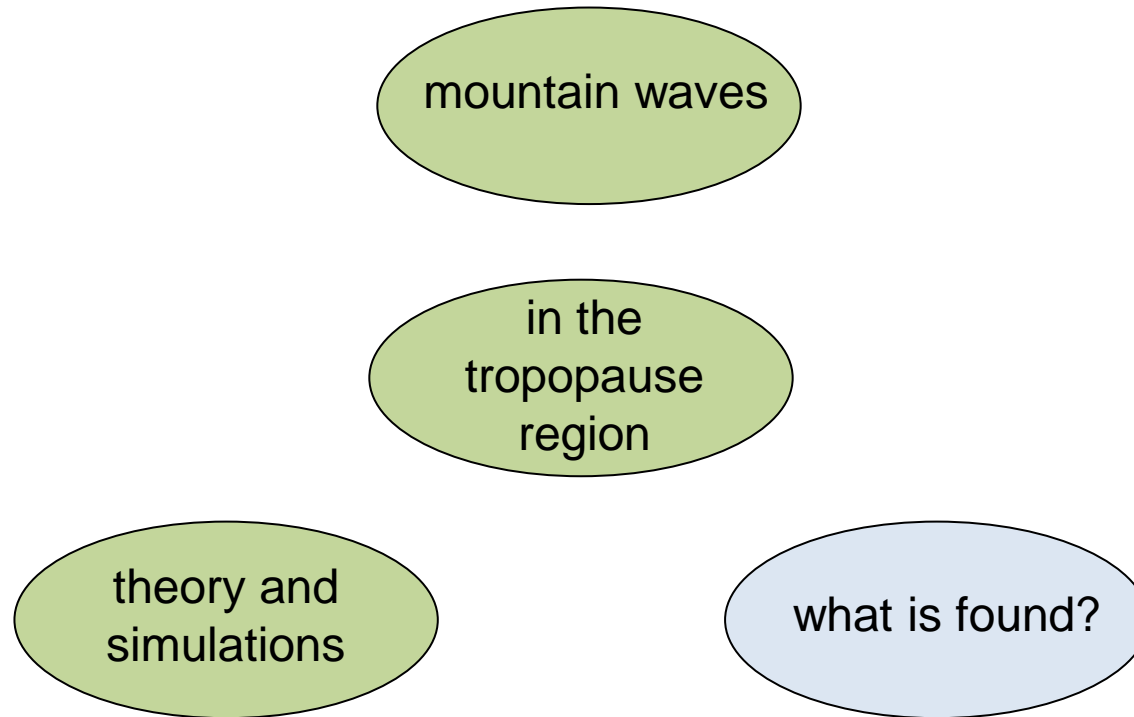 mountain waves
in the
tropopause
region
theory and
simulations
what is found?